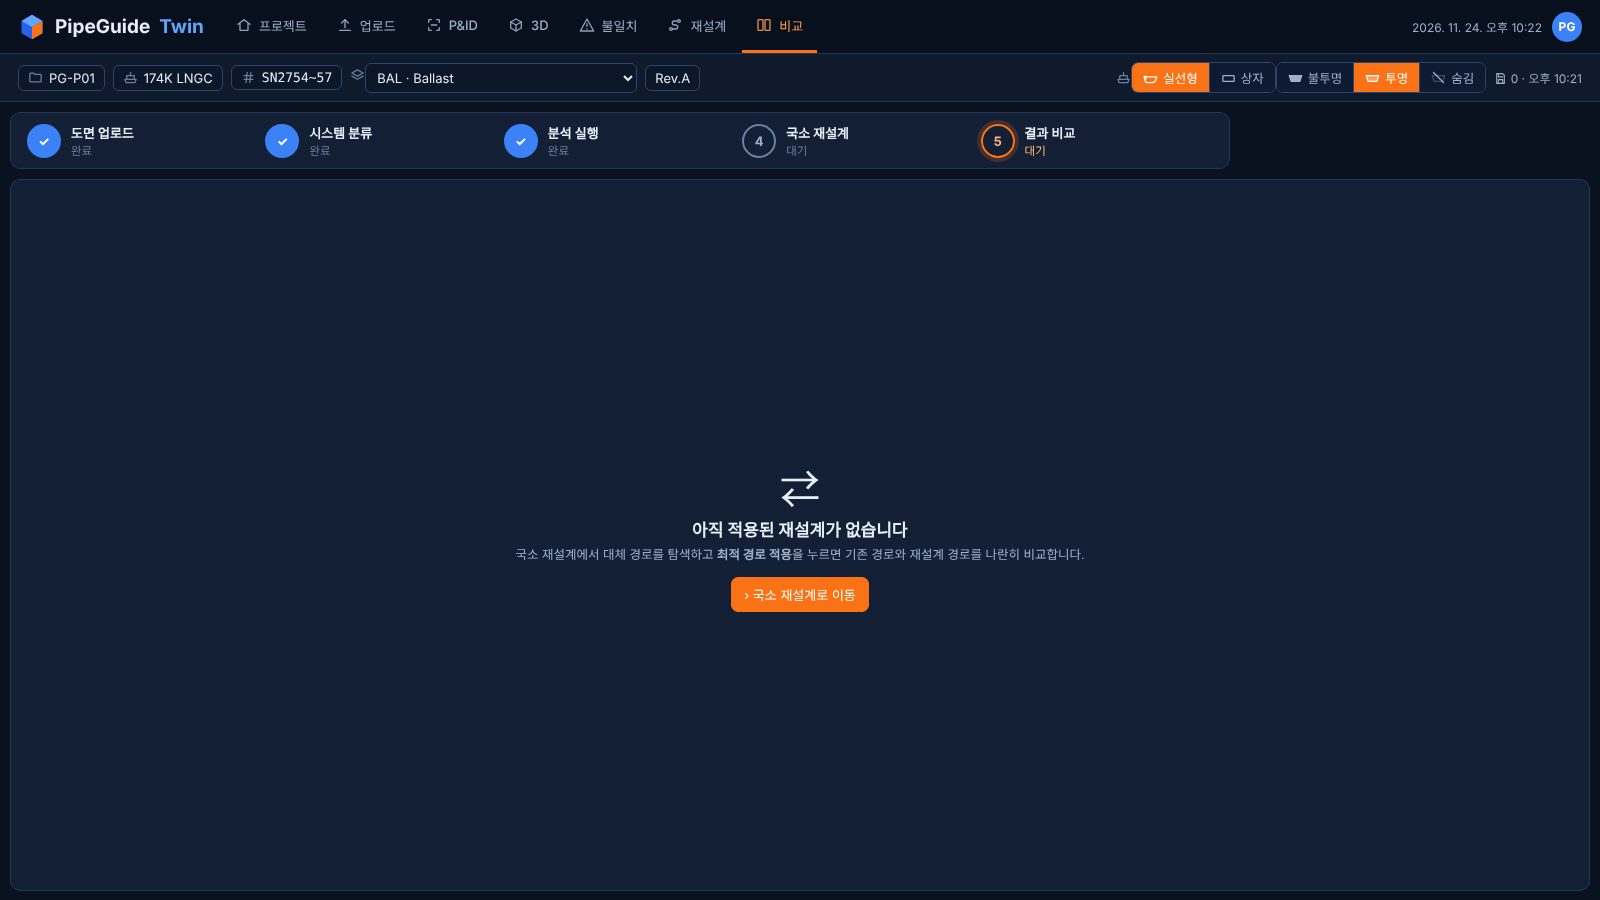 PipeGuide Twin
프로젝트
업로드
P&ID
3D
불일치
재설계
비교
2026. 11. 24. 오후 10:22
PG
PG-P01
174K LNGC
# SN2754~57
BAL · Ballast
Rev.A
실선형
상자
불투명
투명
숨김
0 · 오후 10:21
도면 업로드
완료
시스템 분류
완료
분석 실행
완료
4
국소 재설계
대기
5
결과 비교
대기
아직 적용된 재설계가 없습니다
국소 재설계에서 대체 경로를 탐색하고 최적 경로 적용을 누르면 기존 경로와 재설계 경로를 나란히 비교합니다.
› 국소 재설계로 이동